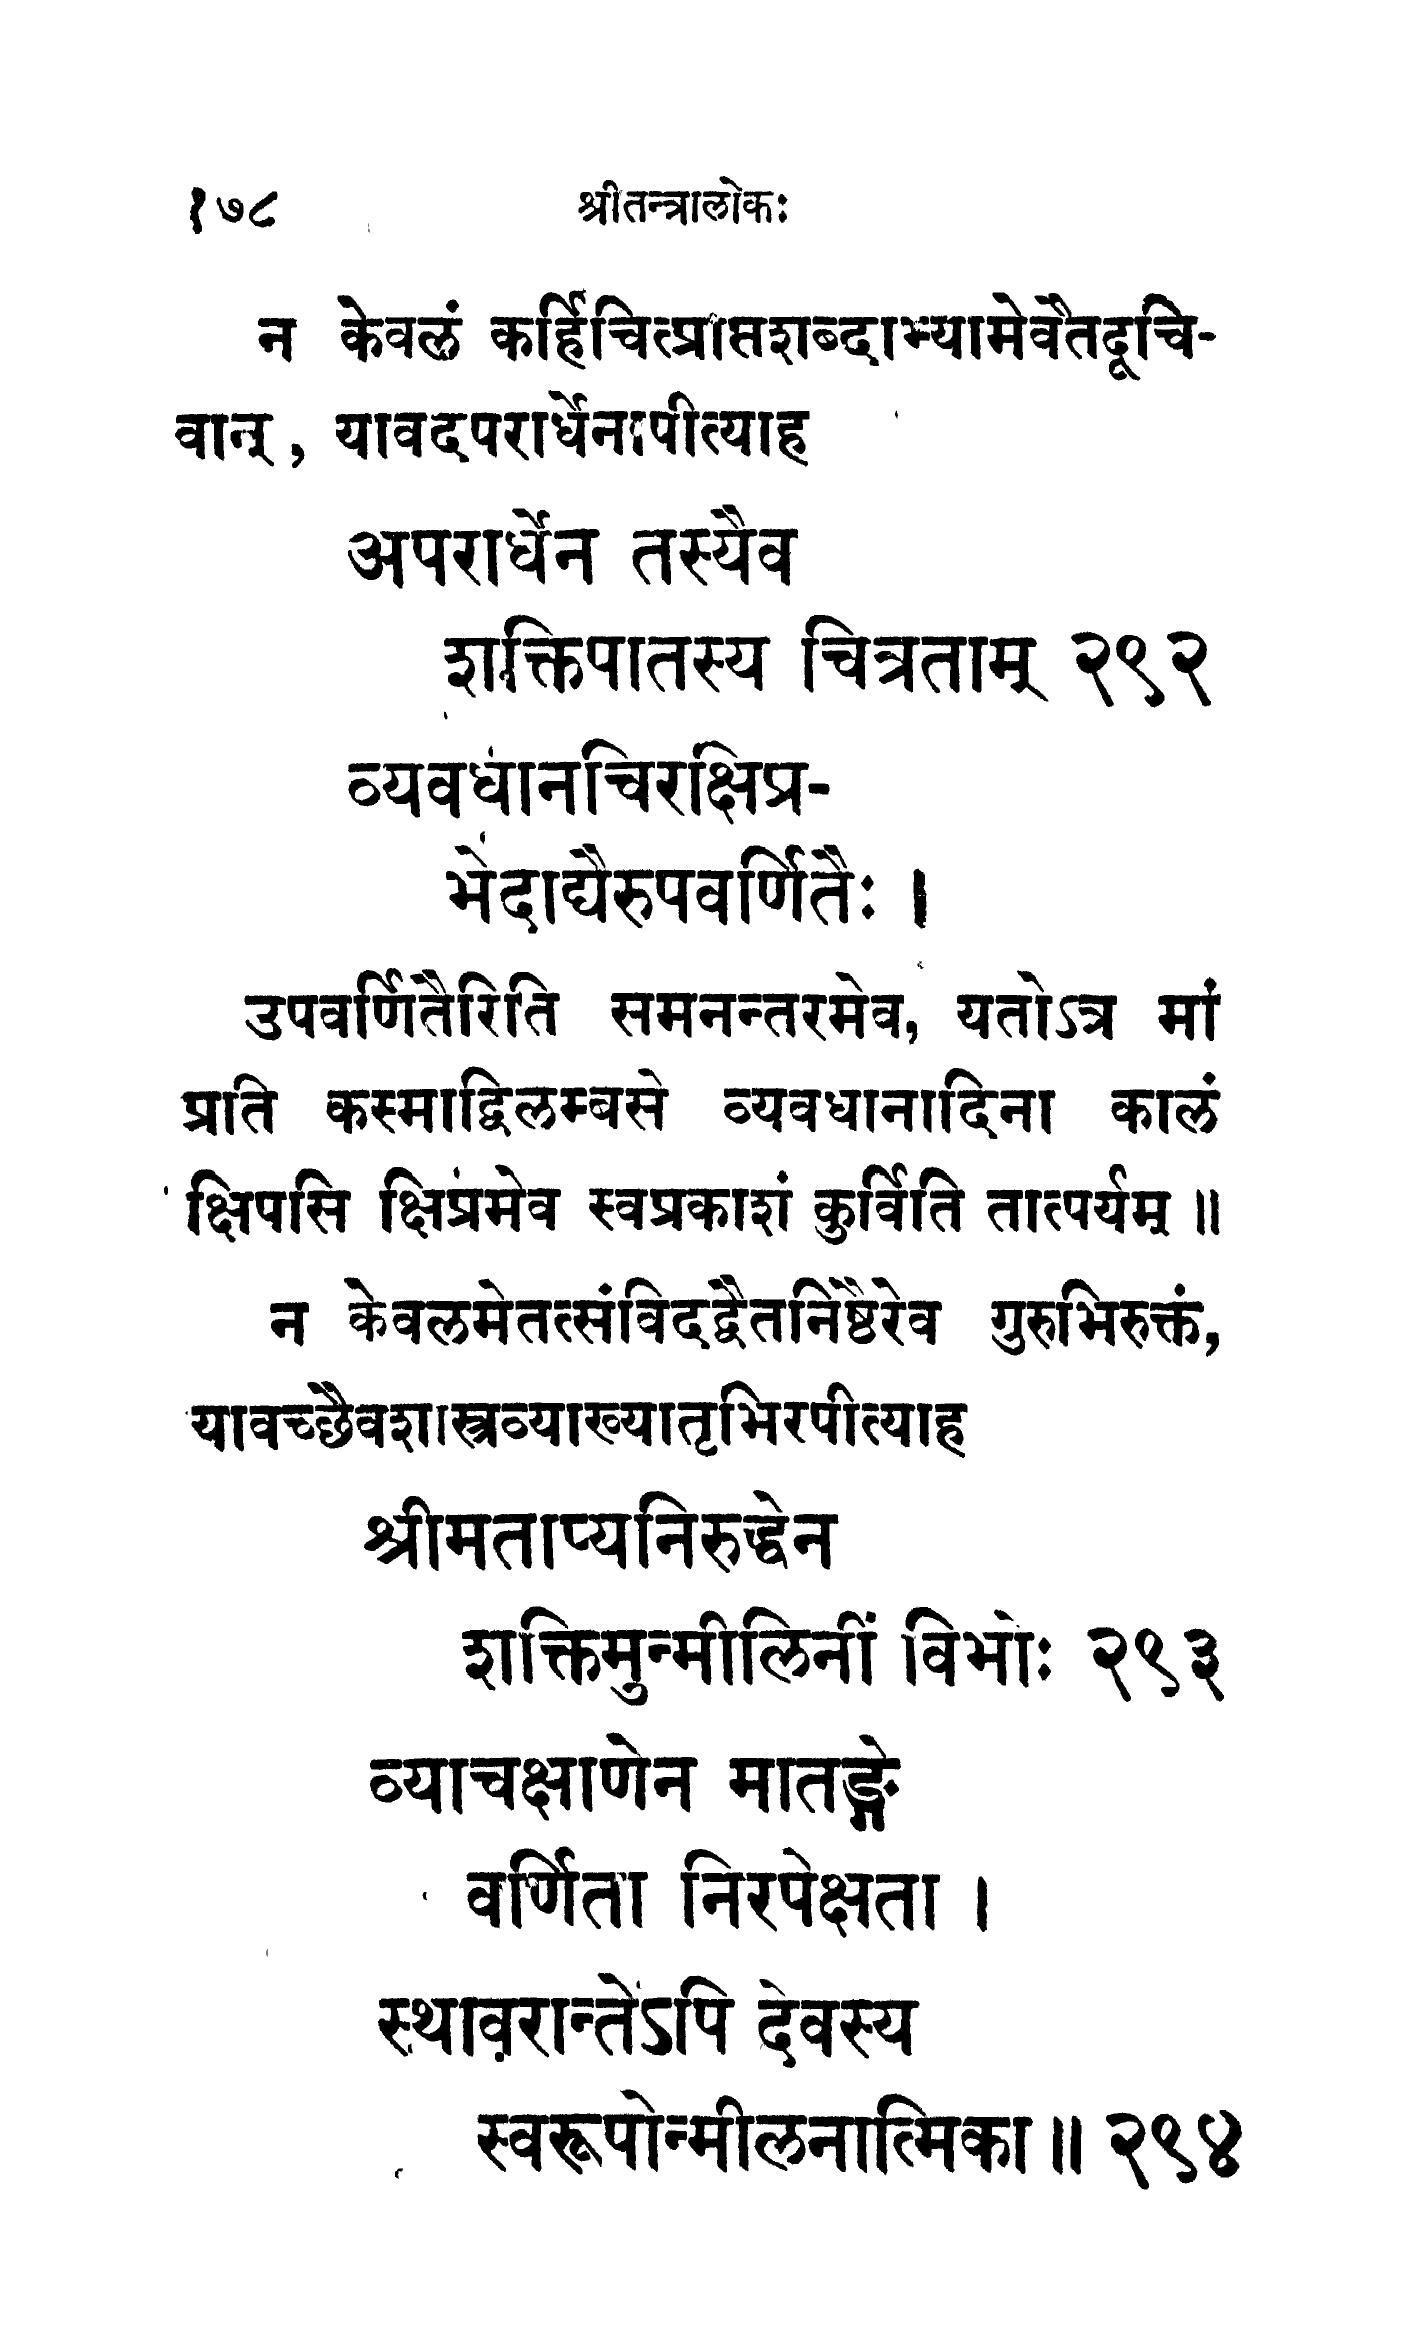 १७८ श्रीतन्त्रालोकः
न केवलं कर्हिचित्प्राप्तशब्दाभ्यामेवैतदूचि-
वान्, यावदपरार्धेनापीत्याह
अपरार्धेन तस्यैव
शक्तिपातस्य चित्रताम् २९२
व्यवधानचिरक्षिप्र-
भेदाद्यैरुपवर्णितैः ।
उपवर्णितैरिति समनन्तरमेव, यतोऽत्र मां
प्रति कस्माद्विलम्बसे व्यवधानादिना कालं
क्षिपसि क्षिप्रमेव स्वप्रकाशं कुर्विति तात्पर्यम् ॥
न केवलमेतत्संविदद्वैतनिष्ठैरेव गुरुभिरुक्तं,
यावच्छैवशास्त्रव्याख्यातृभिरपीत्याह
श्रीमताप्यनिरुद्धेन
शक्तिमुन्मीलिनीं विभोः २९३
व्याचक्षाणेन मातङ्गे
वर्णिता निरपेक्षता ।
स्थावरान्तेऽपि देवस्य
स्वरूपोन्मीलनात्मिका ॥ २९४